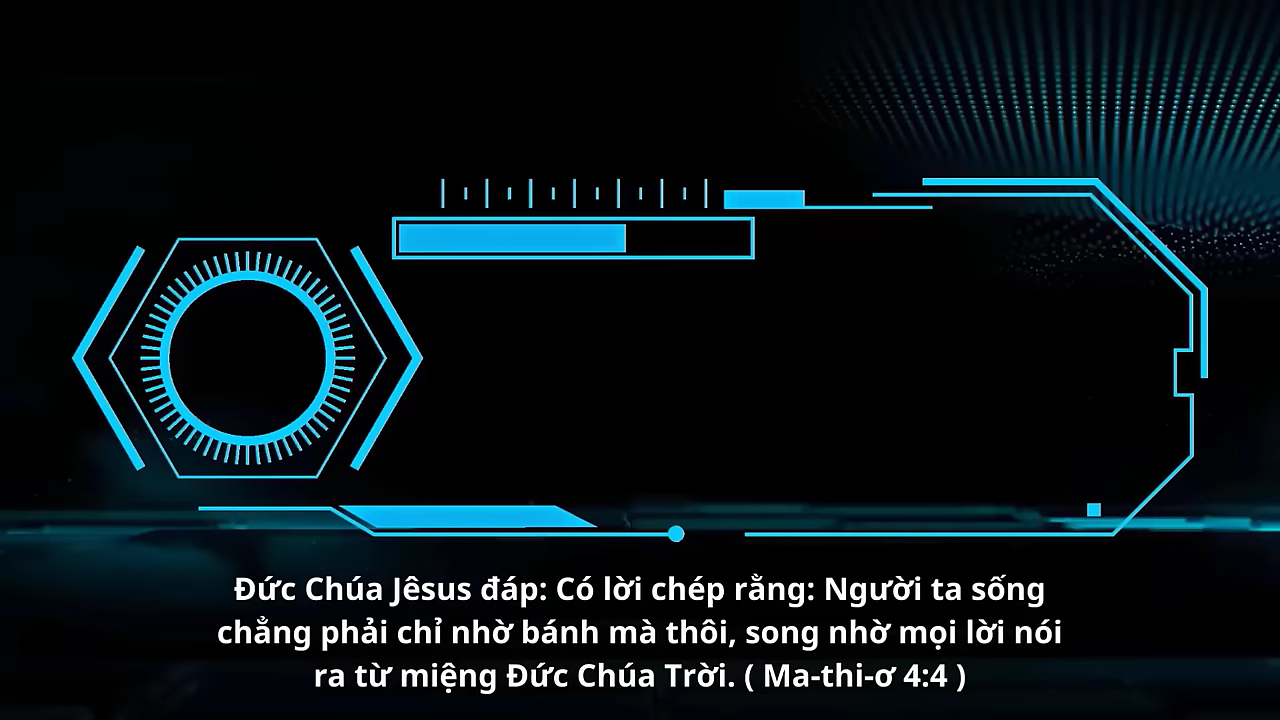 Đức Chúa Jêsus đáp: Có lời chép rằng: Người ta sống
chẳng phải chỉ nhờ bánh mà thôi, song nhờ mọi lời nói
ra từ miệng Đức Chúa Trời. ( Ma-thi-ơ 4:4 )